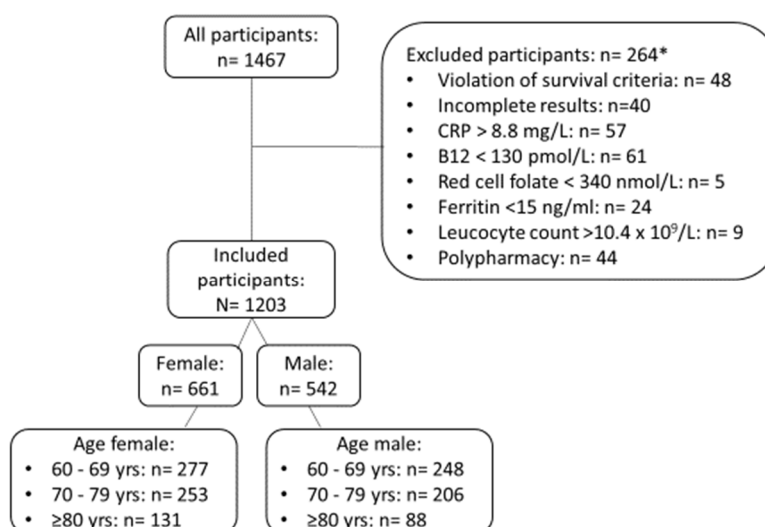 All participants:
n= 1467
Excluded participants: n= 264*
• Violation of survival criteria: n= 48
• Incomplete results: n=40
• CRP > 8.8 mg/L: n= 57
• B12 < 130 pmol/L: n= 61
• Red cell folate < 340 nmol/L: n= 5
• Ferritin <15 ng/ml: n= 24
• Leucocyte count >10.4 x 10⁹/L: n= 9
• Polypharmacy: n= 44
Included
participants:
N= 1203
Female:
n= 661
Male:
n= 542
Age female:
• 60 - 69 yrs: n= 277
• 70 - 79 yrs: n= 253
• ≥80 yrs: n= 131
Age male:
• 60 - 69 yrs: n= 248
• 70 - 79 yrs: n= 206
• ≥80 yrs: n= 88